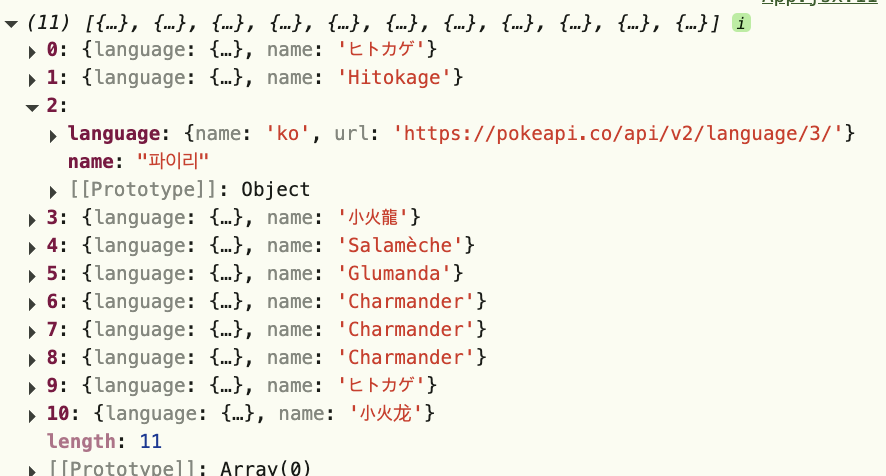 (11) [{…}, {…}, {…}, {…}, {…}, {…}, {…}, {…}, {…}, {…}, {…}] i
0: {language: {…}, name: 'ヒトカゲ'}
1: {language: {…}, name: 'Hitokage'}
2:
language: {name: 'ko', url: 'https://pokeapi.co/api/v2/language/3/'}
name: "파이리"
[[Prototype]]: Object
3: {language: {…}, name: '小火龍'}
4: {language: {…}, name: 'Salamèche'}
5: {language: {…}, name: 'Glumanda'}
6: {language: {…}, name: 'Charmander'}
7: {language: {…}, name: 'Charmander'}
8: {language: {…}, name: 'Charmander'}
9: {language: {…}, name: 'ヒトカゲ'}
10: {language: {…}, name: '小火龙'}
length: 11
[[Prototype]]: Array(0)